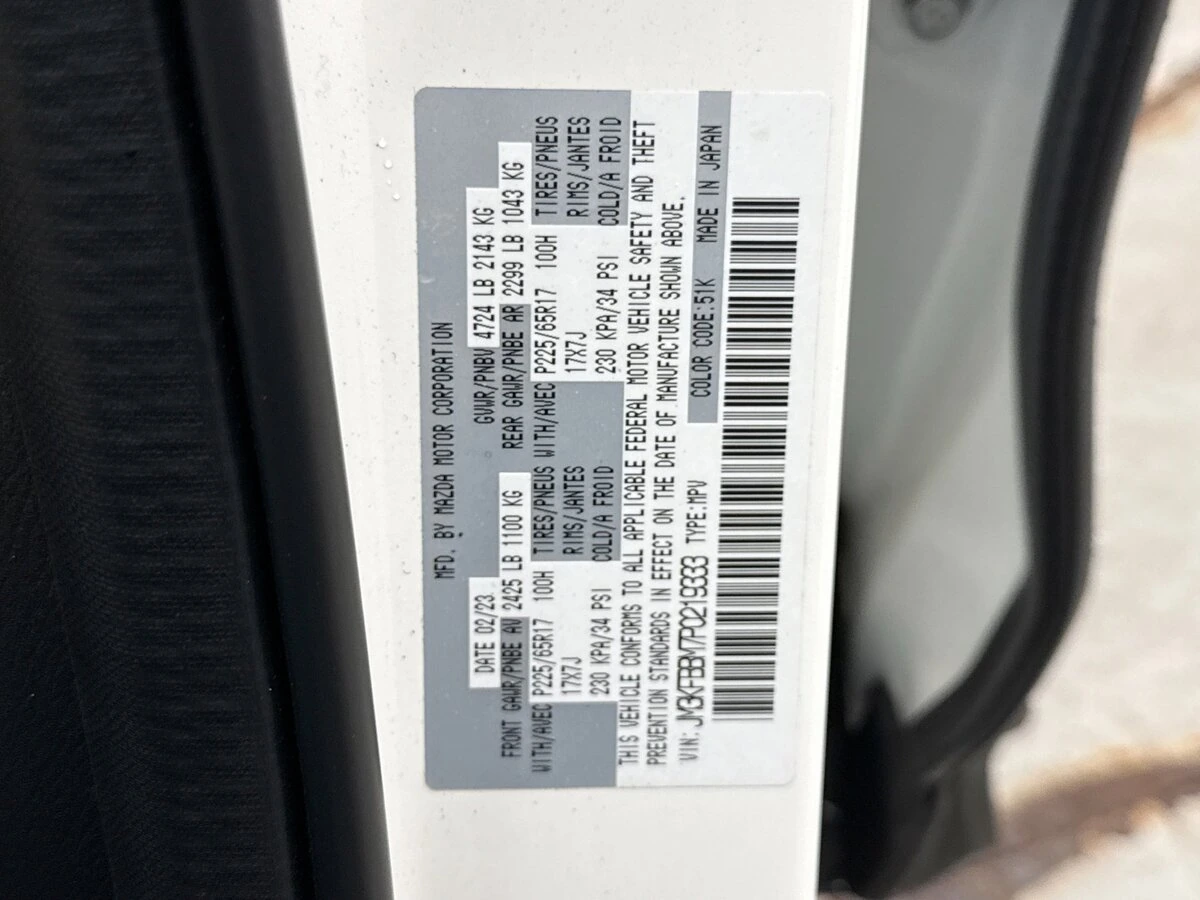 MFD. BY MAZDA MOTOR CORPORATION
DATE 02/23 GVWR/PNBV 4724 LB 2143 KG
FRONT GAWR/PNBE AV 2425 LB 1100 KG REAR GAWR/PNBE AR 2299 LB 1043 KG
WITH/AVEC P225/65R17 100H TIRES/PNEUS WITH/AVEC P225/65R17 100H TIRES/PNEUS
17X7J RIMS/JANTES 17X7J RIMS/JANTES
230 KPA/34 PSI COLD/A FROID 230 KPA/34 PSI COLD/A FROID
THIS VEHICLE CONFORMS TO ALL APPLICABLE FEDERAL MOTOR VEHICLE SAFETY AND THEFT
PREVENTION STANDARDS IN EFFECT ON THE DATE OF MANUFACTURE SHOWN ABOVE.
VIN: JM3KFBBM7P0219333 TYPE:MPV COLOR CODE:51K MADE IN JAPAN